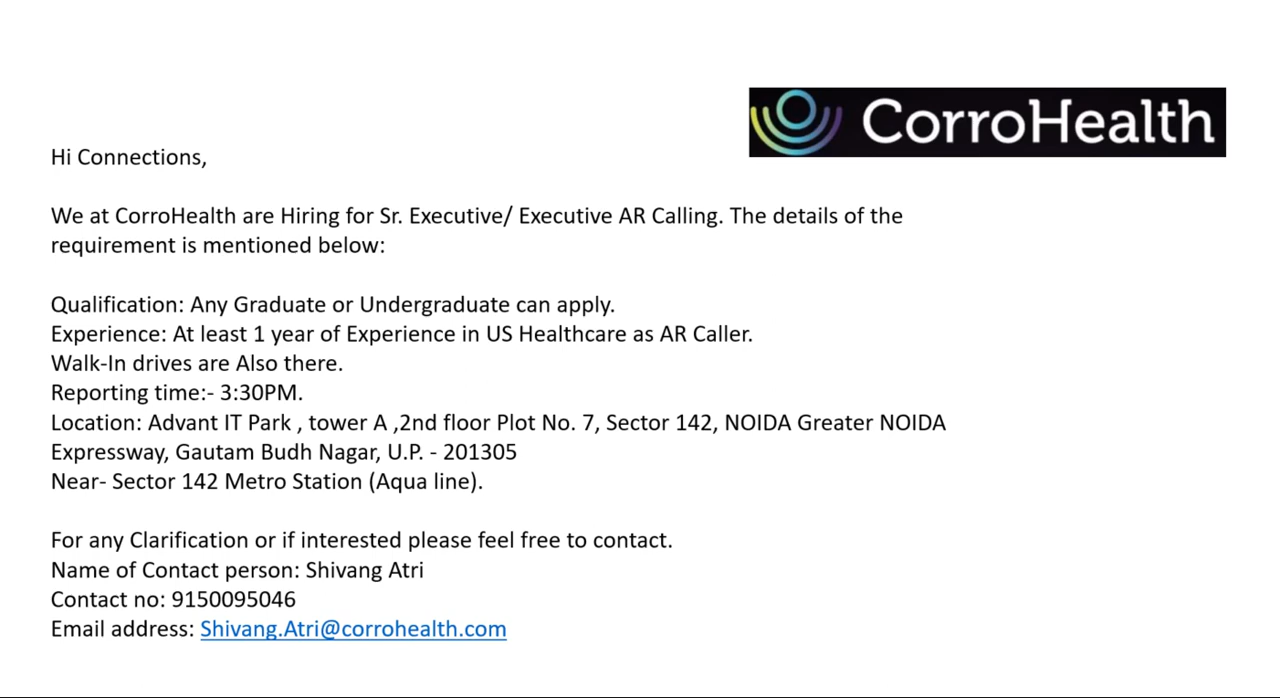 CorroHealth
Hi Connections,
We at CorroHealth are Hiring for Sr. Executive/ Executive AR Calling. The details of the
requirement is mentioned below:
Qualification: Any Graduate or Undergraduate can apply.
Experience: At least 1 year of Experience in US Healthcare as AR Caller.
Walk-In drives are Also there.
Reporting time:- 3:30PM.
Location: Advant IT Park , tower A ,2nd floor Plot No. 7, Sector 142, NOIDA Greater NOIDA
Expressway, Gautam Budh Nagar, U.P. - 201305
Near- Sector 142 Metro Station (Aqua line).
For any Clarification or if interested please feel free to contact.
Name of Contact person: Shivang Atri
Contact no: 9150095046
Email address: Shivang.Atri@corrohealth.com